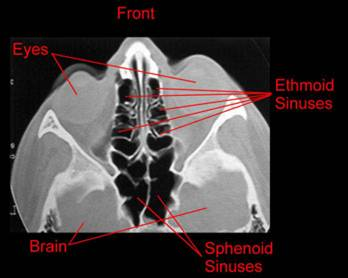 Front
Eyes
Ethmoid
Sinuses
Brain
Sphenoid
Sinuses